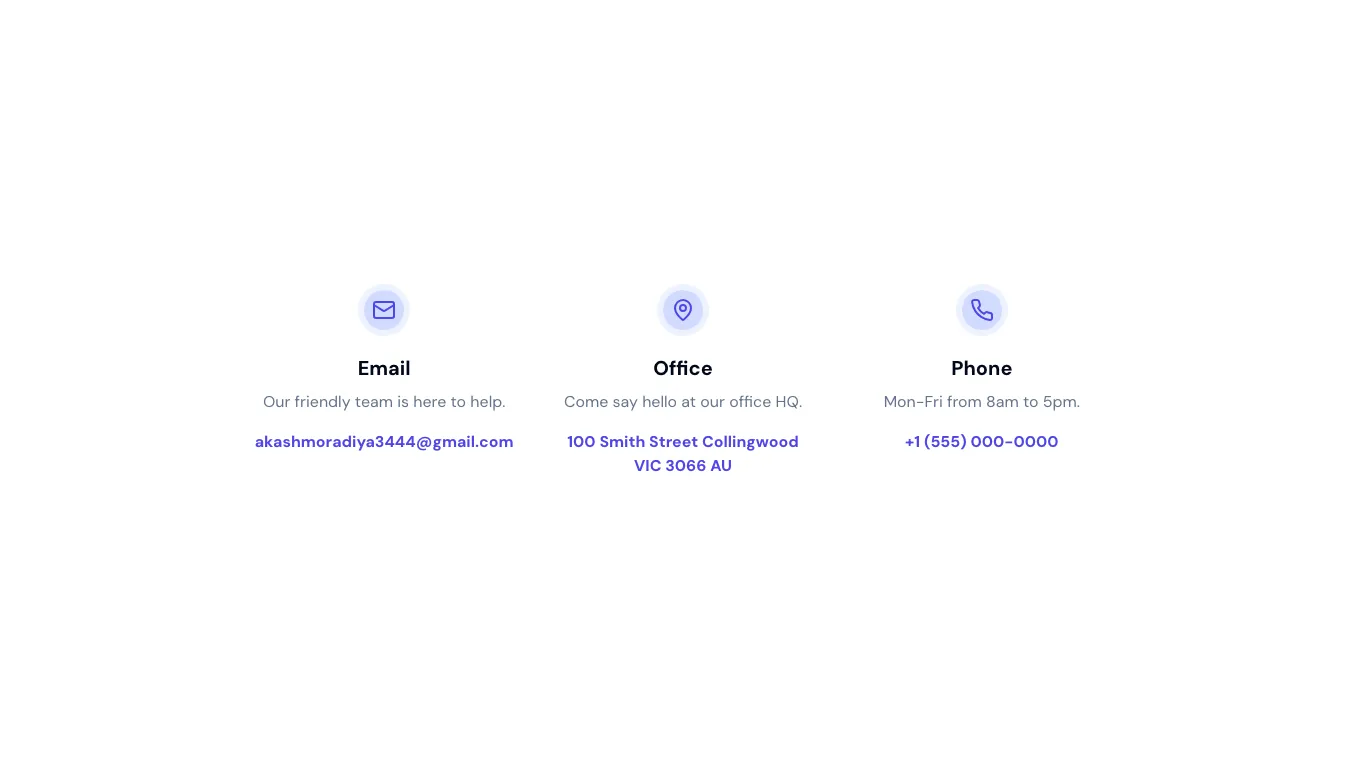 Email
Our friendly team is here to help.
akashmoradiya3444@gmail.com
Office
Come say hello at our office HQ.
100 Smith Street Collingwood
VIC 3066 AU
Phone
Mon-Fri from 8am to 5pm.
+1 (555) 000-0000